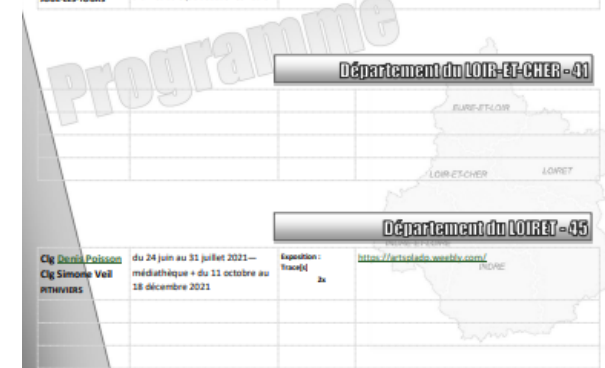 Programme
Département du LOIR-ET-CHER - 41
EURE-ET-LOIR
LOIR-ET-CHER
LOIRET
Département du LOIRET - 45
INDRE
Clg Denis Poisson
Clg Simone Veil
PITHIVIERS
du 24 juin au 31 juillet 2021—
médiathèque + du 11 octobre au
18 décembre 2021
Exposition :
Trace[s]
2x
https://artsplado.weebly.com/